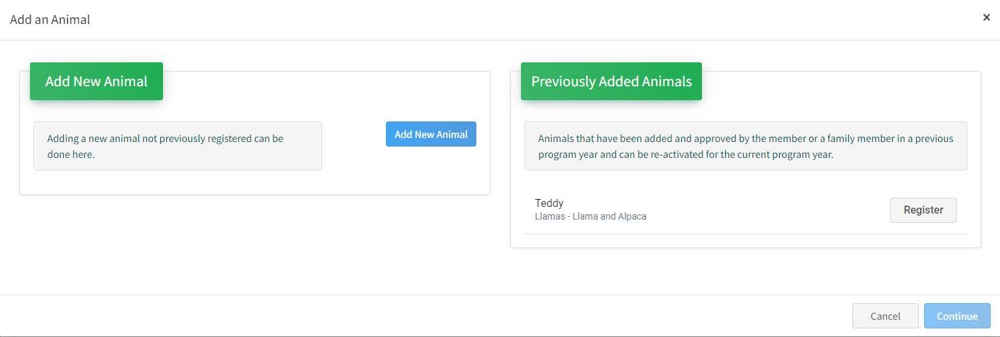 Add an Animal
×
Add New Animal
Adding a new animal not previously registered can be
done here.
Add New Animal
Previously Added Animals
Animals that have been added and approved by the member or a family member in a previous
program year and can be re-activated for the current program year.
Teddy
Llamas - Llama and Alpaca
Register
Cancel
Continue